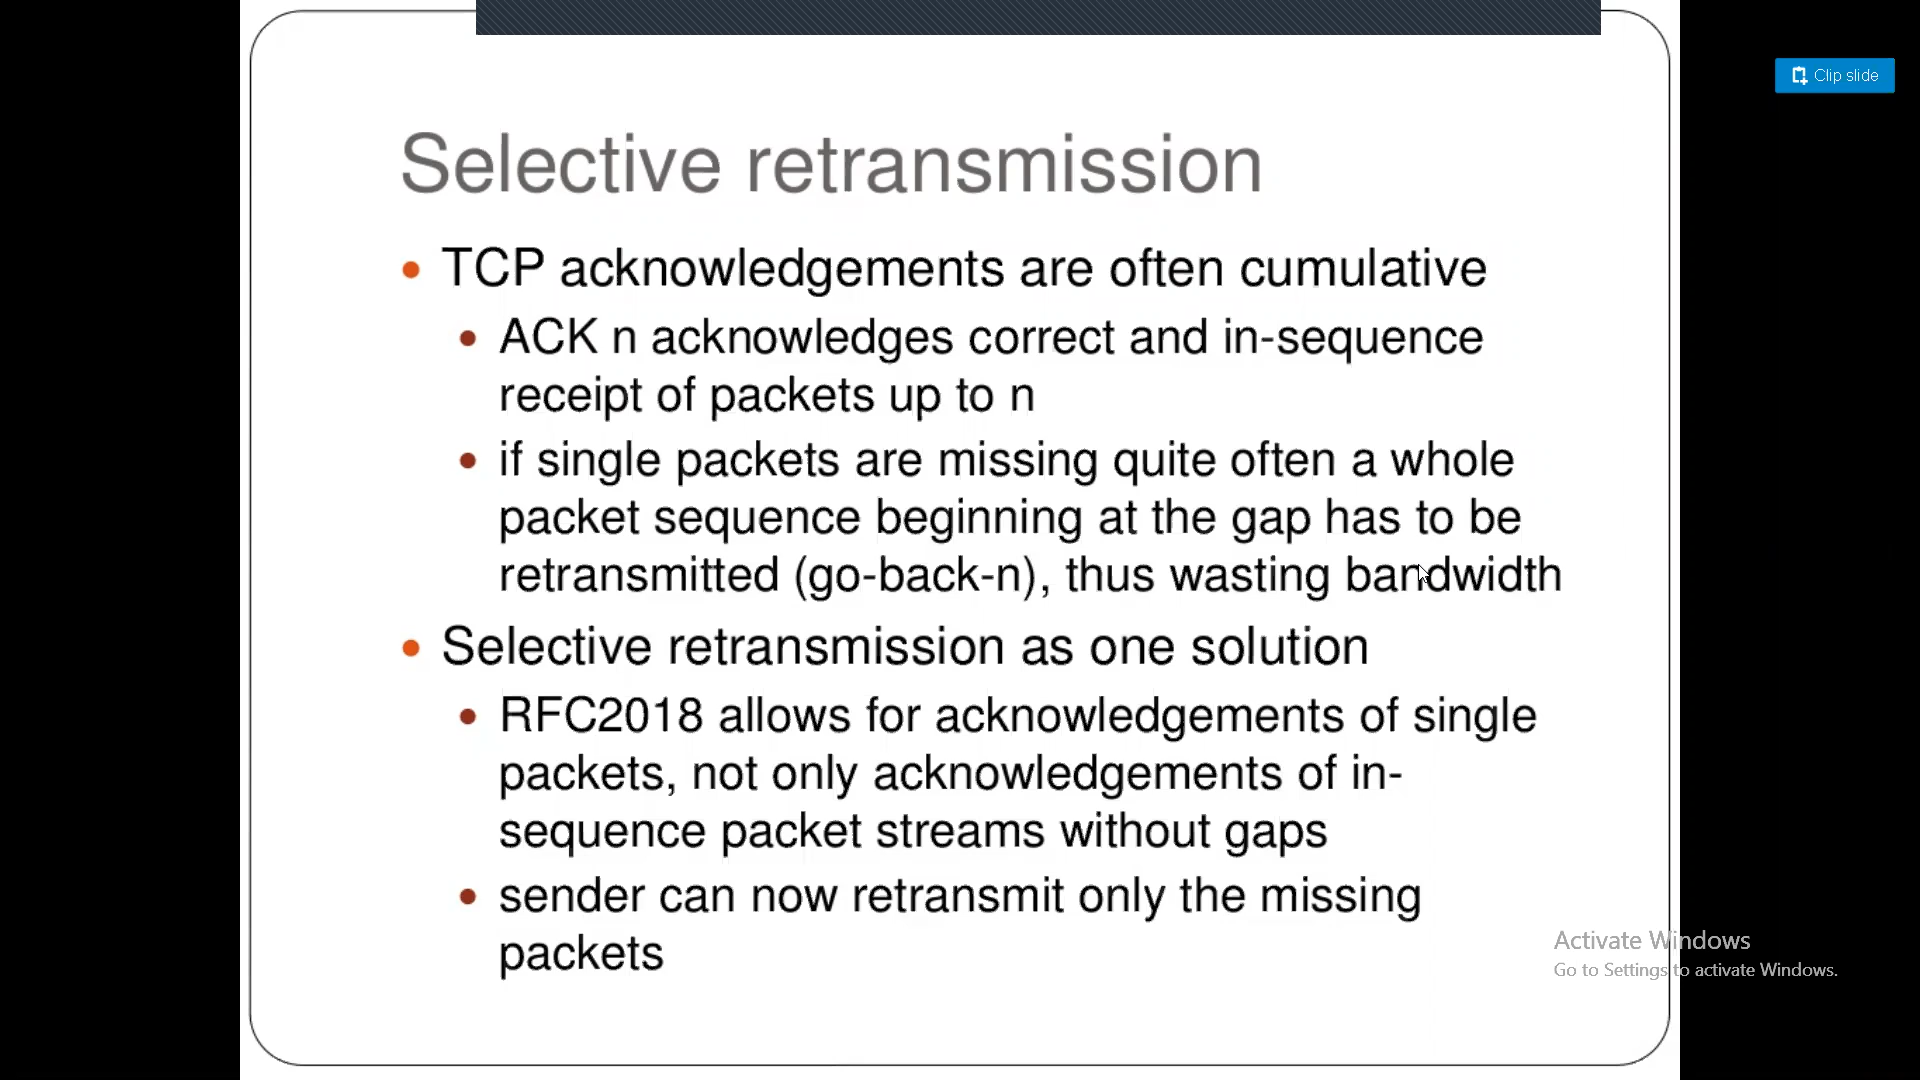 Clip slide
Selective retransmission
TCP acknowledgements are often cumulative
ACK n acknowledges correct and in-sequence
receipt of packets up to n
if single packets are missing quite often a whole
packet sequence beginning at the gap has to be
retransmitted (go-back-n), thus wasting bandwidth
Selective retransmission as one solution
RFC2018 allows for acknowledgements of single
packets, not only acknowledgements of in-
sequence packet streams without gaps
sender can now retransmit only the missing
packets
Activate Windows
Go to Settings to activate Windows.